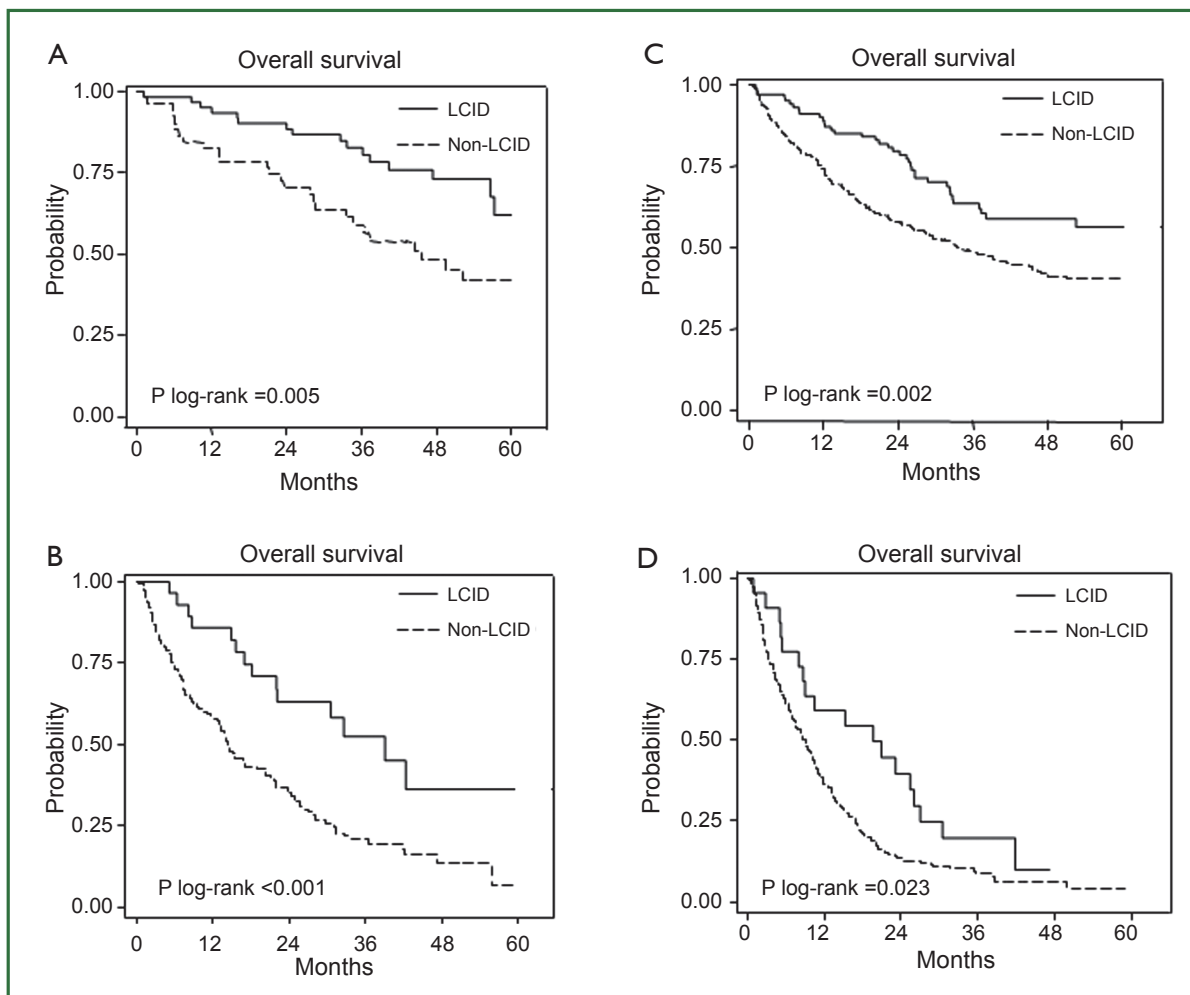 A
Overall survival
1.00
0.75
0.50
0.25
0.00
Probability
LCID
Non-LCID
P log-rank =0.005
0 12 24 36 48 60
Months
B
Overall survival
1.00
0.75
0.50
0.25
0.00
Probability
LCID
Non-LCID
P log-rank <0.001
0 12 24 36 48 60
Months
C
Overall survival
1.00
0.75
0.50
0.25
0.00
Probability
LCID
Non-LCID
P log-rank =0.002
0 12 24 36 48 60
Months
D
Overall survival
1.00
0.75
0.50
0.25
0.00
Probability
LCID
Non-LCID
P log-rank =0.023
0 12 24 36 48 60
Months